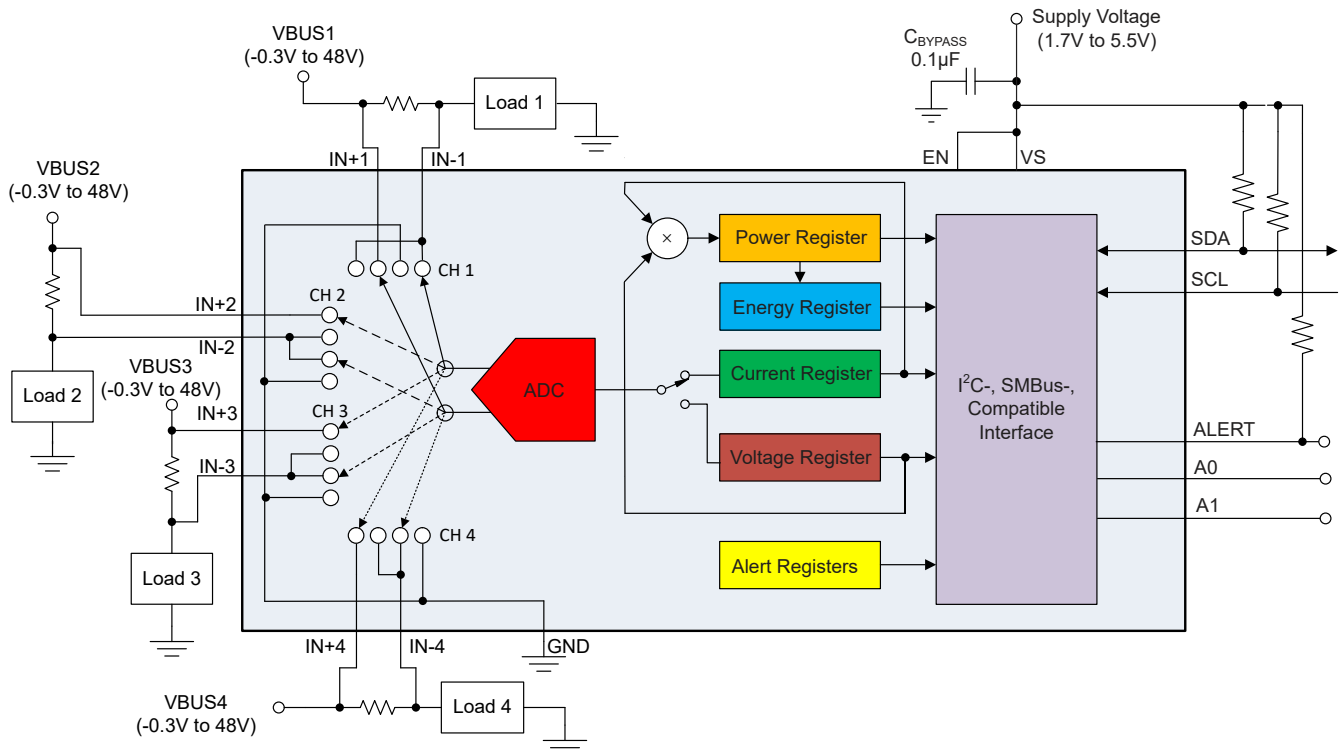 Supply Voltage
(1.7V to 5.5V)
C_BYPASS
0.1µF
VBUS1
(-0.3V to 48V)
Load 1
IN+1
IN-1
EN
VS
VBUS2
(-0.3V to 48V)
CH 1
Power Register
SDA
SCL
IN+2
CH 2
Energy Register
IN-2
VBUS3
(-0.3V to 48V)
Load 2
ADC
Current Register
I²C-, SMBus-,
Compatible
Interface
IN+3
CH 3
ALERT
IN-3
Voltage Register
A0
A1
CH 4
Load 3
Alert Registers
×
IN+4
IN-4
GND
VBUS4
(-0.3V to 48V)
Load 4